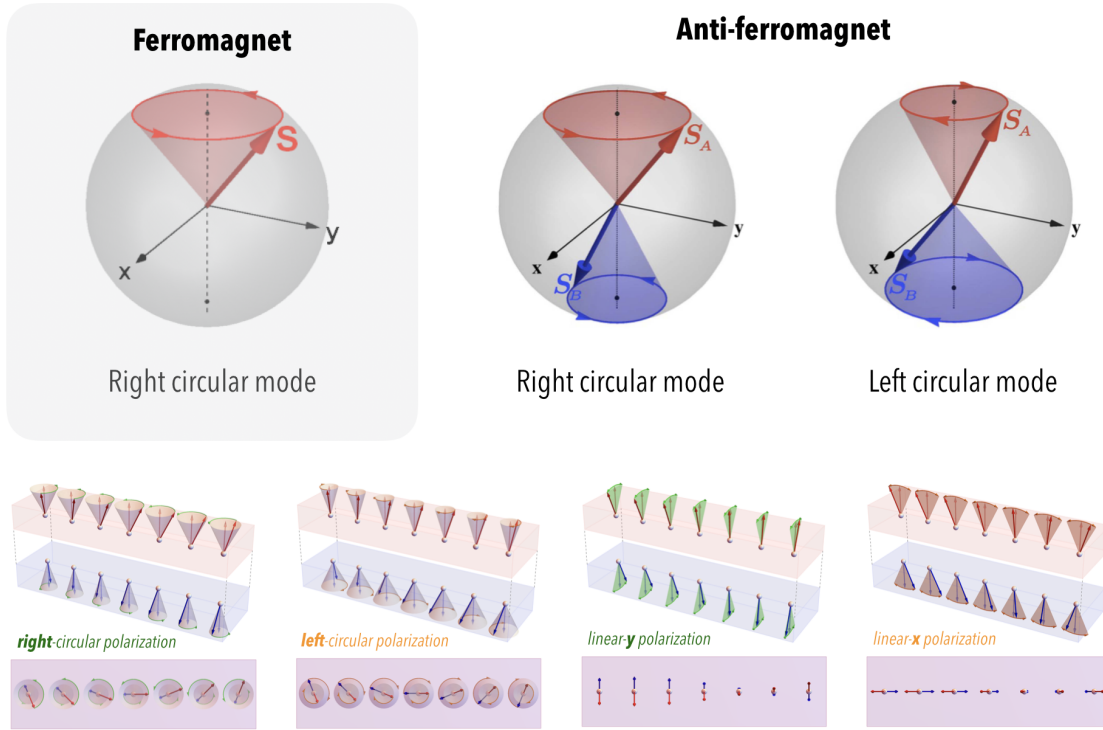 Ferromagnet
Anti-ferromagnet
S
x
y
S_A
S_B
x
y
S_A
S_B
x
y
Right circular mode
Right circular mode
Left circular mode
right-circular polarization
left-circular polarization
linear-y polarization
linear-x polarization